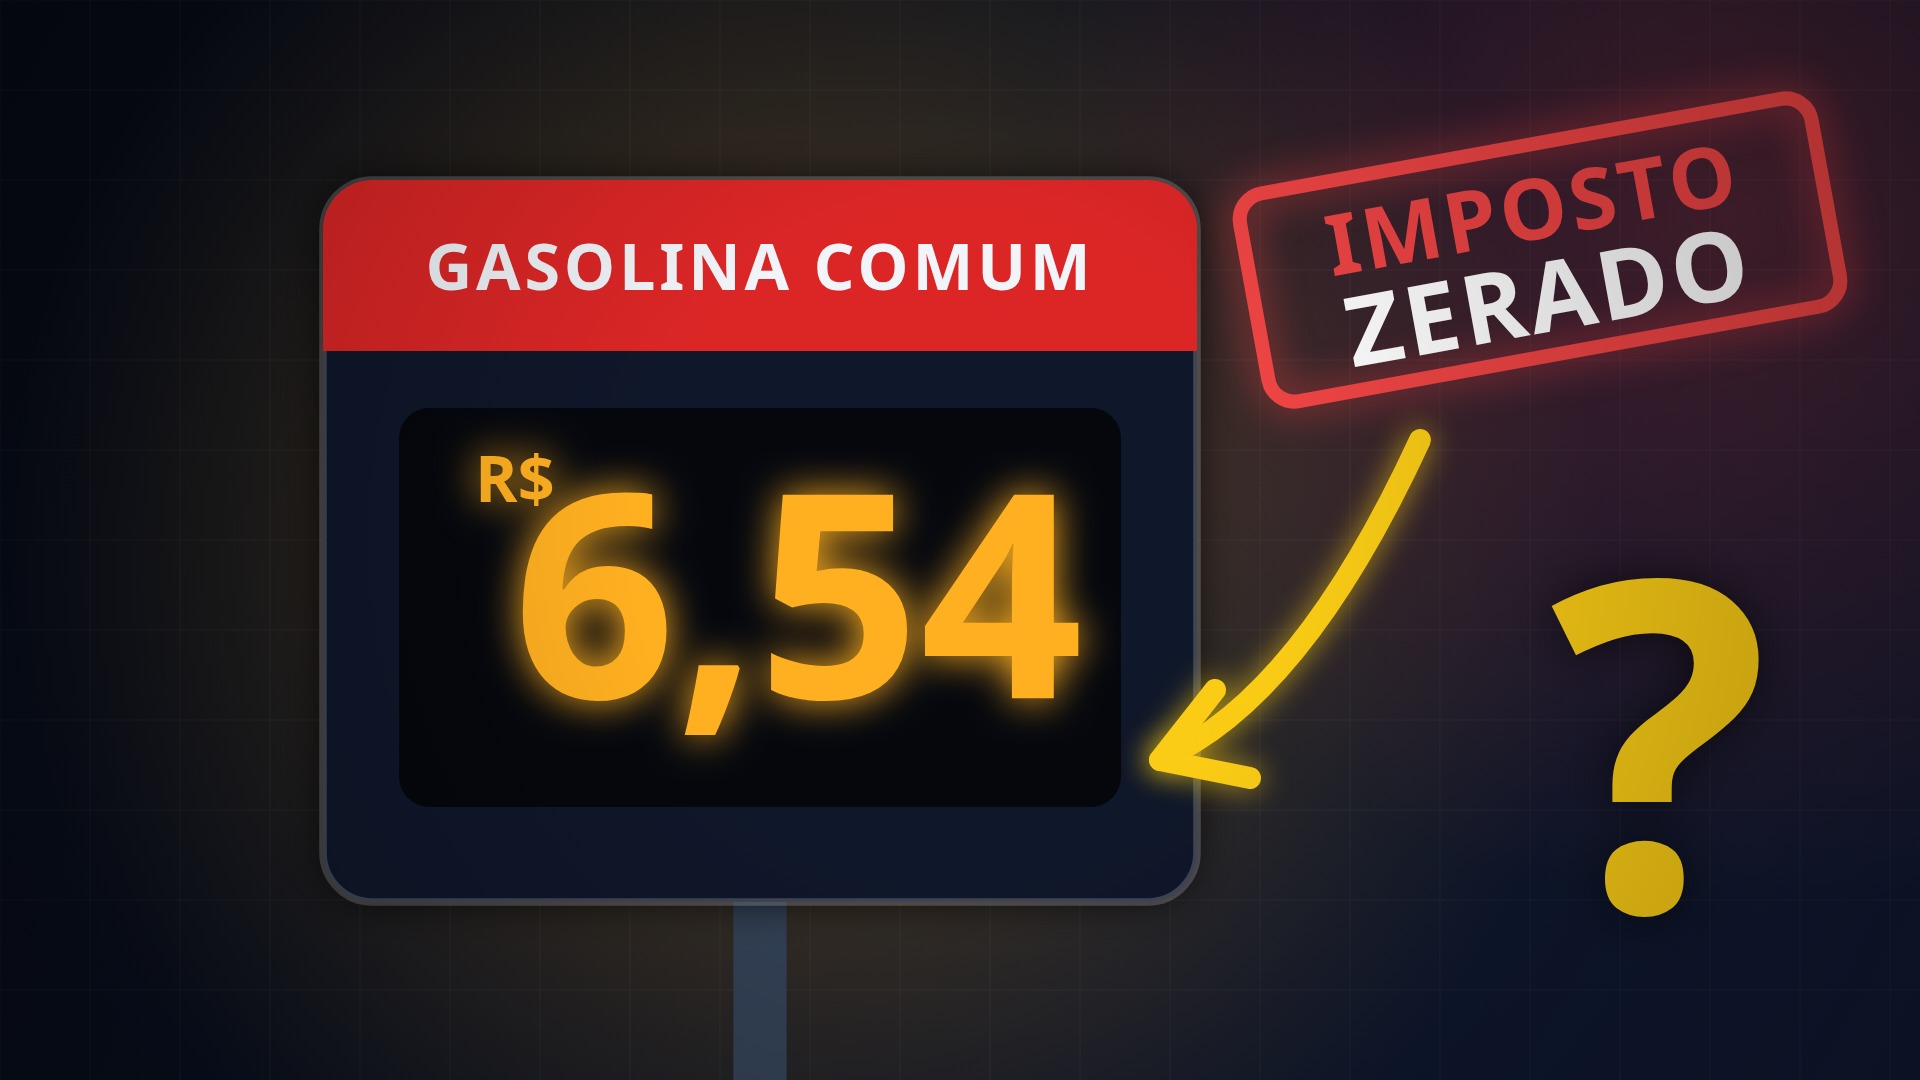 GASOLINA COMUM
R$
6,54
IMPOSTO
ZERADO
?